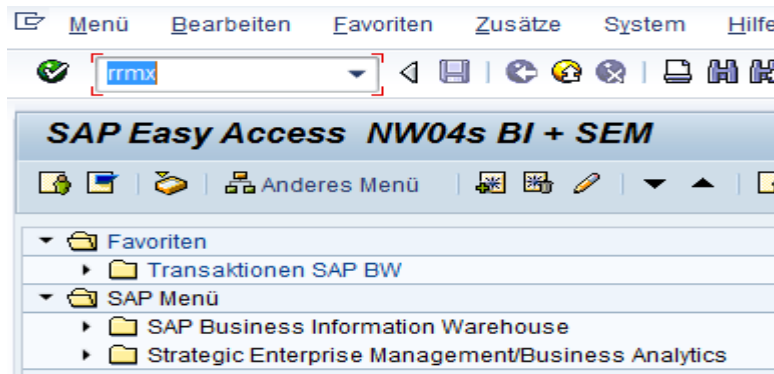 Menü Bearbeiten Favoriten Zusätze System Hilfe
rrmx
SAP Easy Access NW04s BI + SEM
Anderes Menü
Favoriten
Transaktionen SAP BW
SAP Menü
SAP Business Information Warehouse
Strategic Enterprise Management/Business Analytics